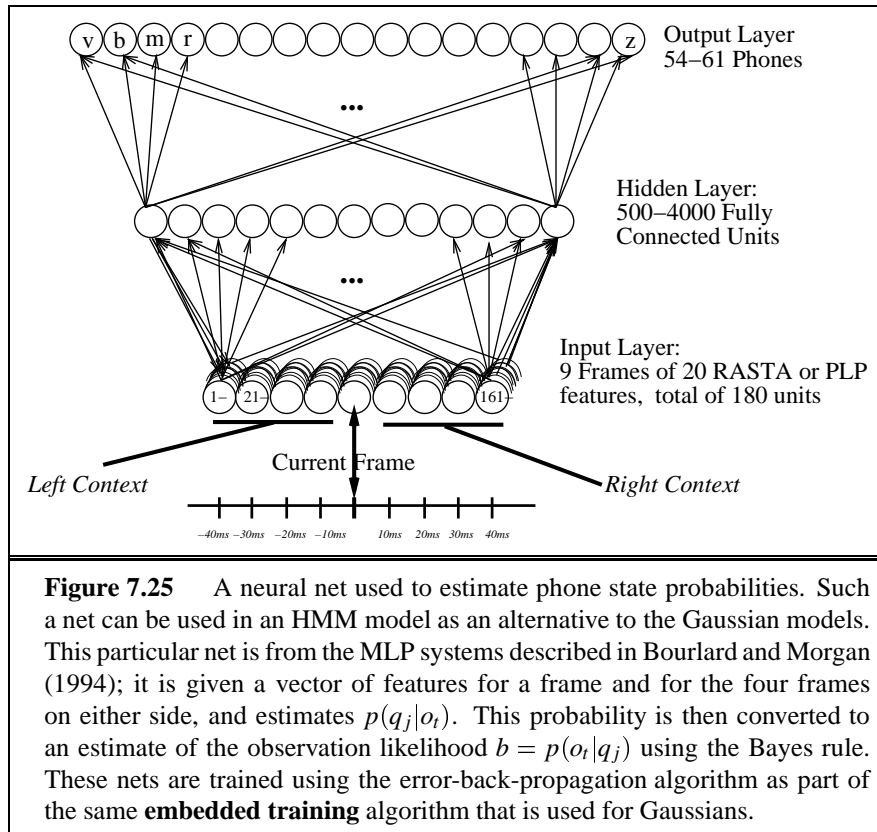 v b m r z
Output Layer
54–61 Phones
...
Hidden Layer:
500–4000 Fully
Connected Units
...
Input Layer:
9 Frames of 20 RASTA or PLP
features, total of 180 units
1– 21– 161–
Current Frame
Left Context
Right Context
–40ms –30ms –20ms –10ms 10ms 20ms 30ms 40ms
Figure 7.25 A neural net used to estimate phone state probabilities. Such
a net can be used in an HMM model as an alternative to the Gaussian models.
This particular net is from the MLP systems described in Bourlard and Morgan
(1994); it is given a vector of features for a frame and for the four frames
on either side, and estimates p(q_j|o_t). This probability is then converted to
an estimate of the observation likelihood b = p(o_t|q_j) using the Bayes rule.
These nets are trained using the error-back-propagation algorithm as part of
the same embedded training algorithm that is used for Gaussians.